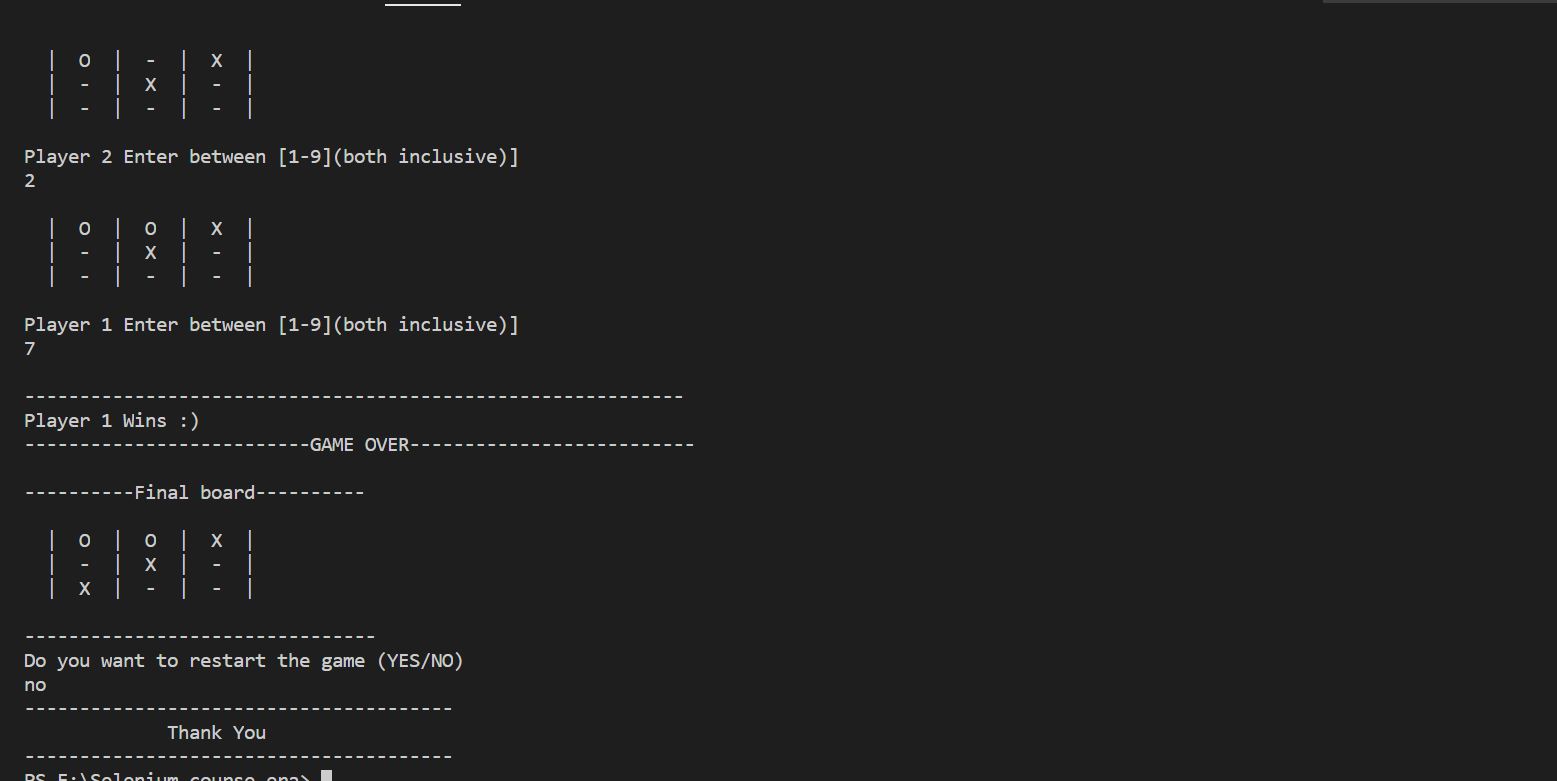 | O | - | X |
| - | X | - |
| - | - | - |
Player 2 Enter between [1-9](both inclusive)]
2
| O | O | X |
| - | X | - |
| - | - | - |
Player 1 Enter between [1-9](both inclusive)]
7
------------------------------------------------------------
Player 1 Wins :)
--------------------------GAME OVER--------------------------
----------Final board----------
| O | O | X |
| - | X | - |
| X | - | - |
--------------------------------
Do you want to restart the game (YES/NO)
no
---------------------------------------
Thank You
---------------------------------------
PS E:\Selenium course ena>